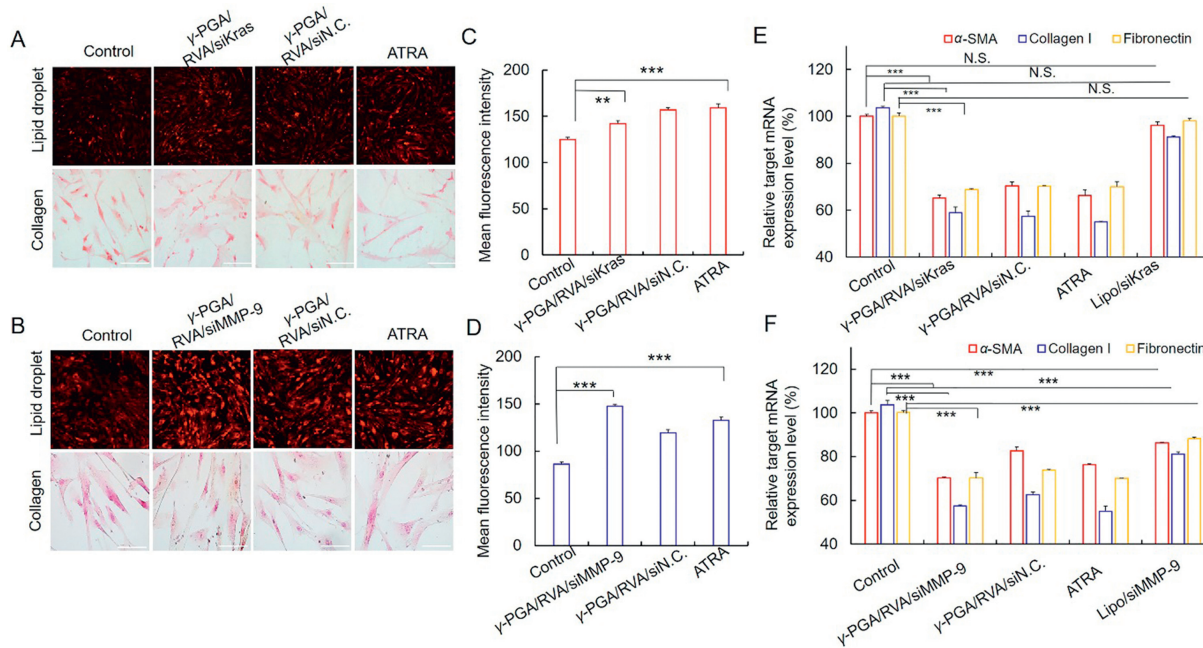 A
Control
γ-PGA/
RVA/siKras
γ-PGA/
RVA/siN.C.
ATRA
Lipid droplet
Collagen
B
Control
γ-PGA/
RVA/siMMP-9
γ-PGA/
RVA/siN.C.
ATRA
Lipid droplet
Collagen
C
Mean fluorescence intensity
200
150
100
50
0
**
***
Control
γ-PGA/RVA/siKras
γ-PGA/RVA/siN.C.
ATRA
D
Mean fluorescence intensity
200
150
100
50
0
***
***
Control
γ-PGA/RVA/siMMP-9
γ-PGA/RVA/siN.C.
ATRA
E
α-SMA Collagen I Fibronectin
Relative target mRNA
expression level (%)
120
100
80
60
40
N.S.
***
N.S.
***
N.S.
***
Control
γ-PGA/RVA/siKras
γ-PGA/RVA/siN.C.
ATRA
Lipo/siKras
F
α-SMA Collagen I Fibronectin
Relative target mRNA
expression level (%)
120
100
80
60
40
***
***
***
***
***
***
Control
γ-PGA/RVA/siMMP-9
γ-PGA/RVA/siN.C.
ATRA
Lipo/siMMP-9